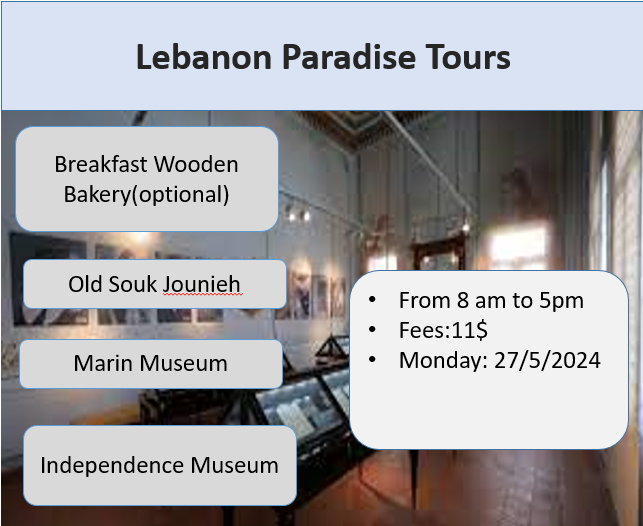 Lebanon Paradise Tours
Breakfast Wooden
Bakery(optional)
Old Souk Jounieh
Marin Museum
Independence Museum
• From 8 am to 5pm
• Fees:11$
• Monday: 27/5/2024